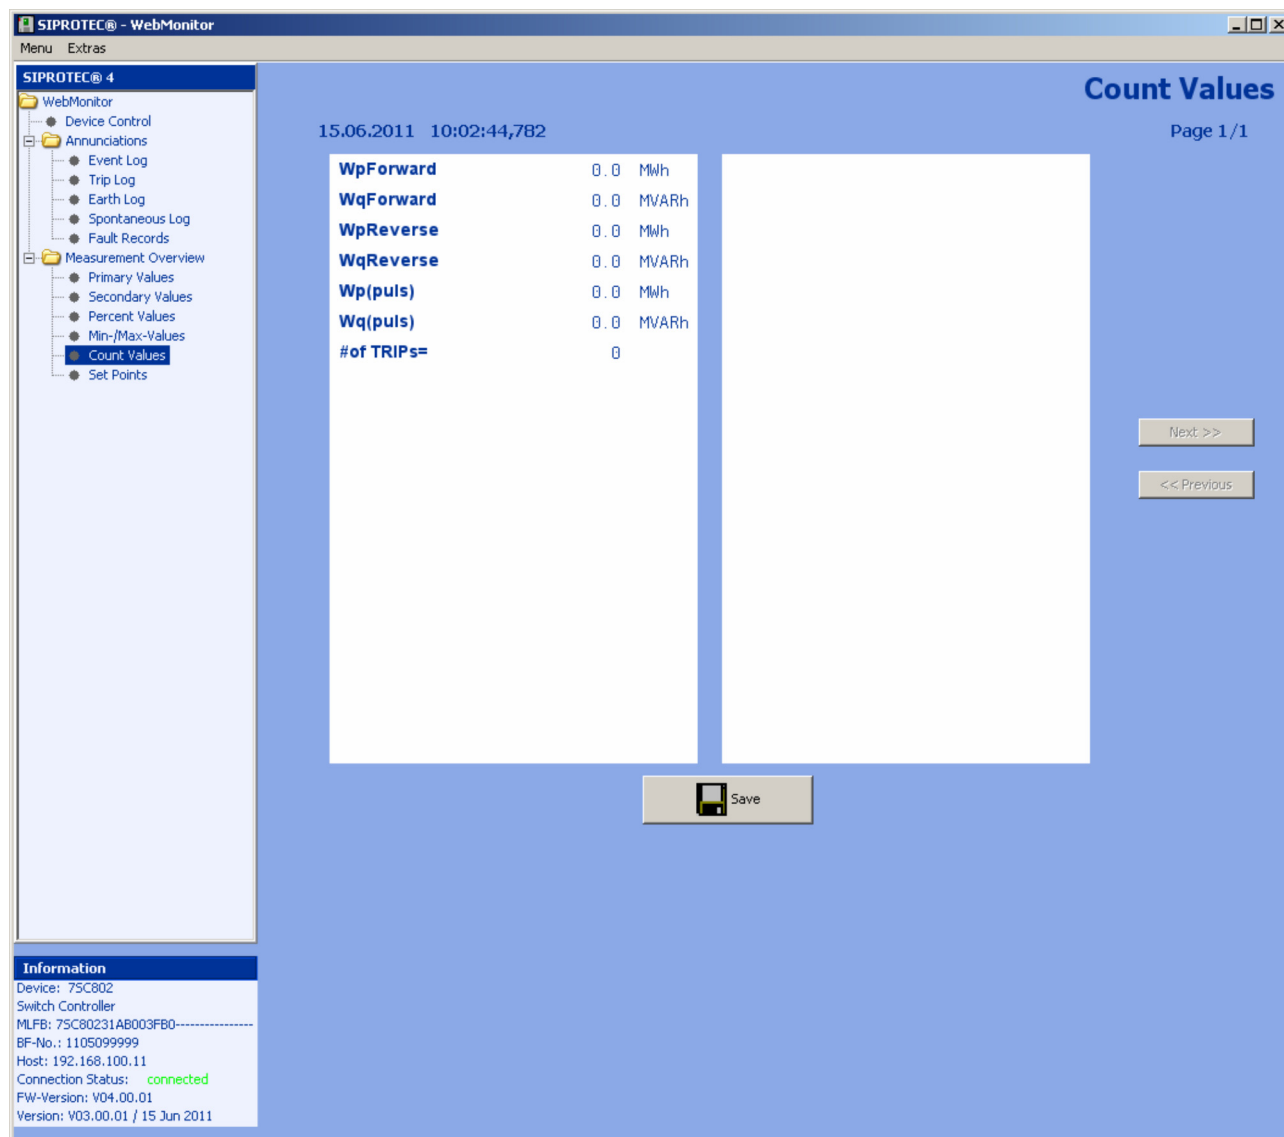 SIPROTEC® - WebMonitor
Menu Extras
SIPROTEC® 4
WebMonitor
Device Control
Annunciations
Event Log
Trip Log
Earth Log
Spontaneous Log
Fault Records
Measurement Overview
Primary Values
Secondary Values
Percent Values
Min-/Max-Values
Count Values
Set Points
Count Values
15.06.2011 10:02:44,782 Page 1/1
WpForward 0.0 MWh
WqForward 0.0 MVARh
WpReverse 0.0 MWh
WqReverse 0.0 MVARh
Wp(puls) 0.0 MWh
Wq(puls) 0.0 MVARh
#of TRIPs= 0
Next >>
<< Previous
Save
Information
Device: 7SC802
Switch Controller
MLFB: 7SC80231AB003FB0----------------
BF-No.: 1105099999
Host: 192.168.100.11
Connection Status: connected
FW-Version: V04.00.01
Version: V03.00.01 / 15 Jun 2011